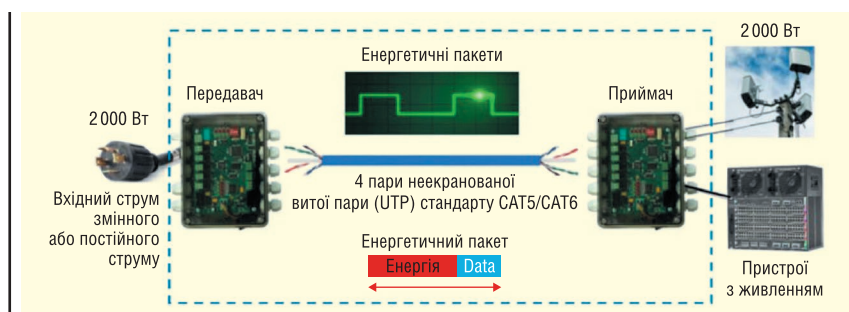 2 000 Вт
Енергетичні пакети
Передавач
Приймач
2 000 Вт
4 пари неекранованої
витої пари (UTP) стандарту CAT5/CAT6
Вхідний струм
змінного
або постійного
струму
Енергетичний пакет
Енергія Data
Пристрої
з живленням